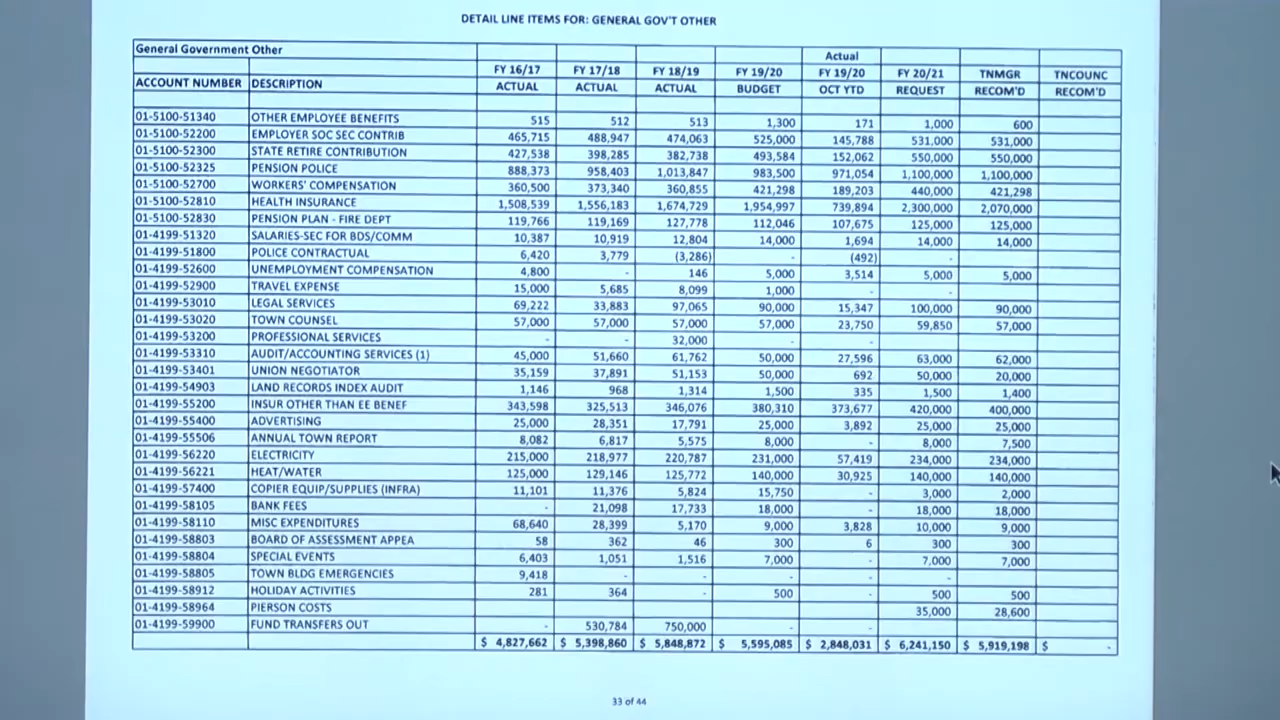 DETAIL LINE ITEMS FOR: GENERAL GOV'T OTHER
General Government Other Actual
FY 16/17 FY 17/18 FY 18/19 FY 19/20 FY 19/20 FY 20/21 TNMGR TNCOUNC
ACCOUNT NUMBER DESCRIPTION ACTUAL ACTUAL ACTUAL BUDGET OCT YTD REQUEST RECOM'D RECOM'D
01-5100-51340 OTHER EMPLOYEE BENEFITS 515 512 513 1,300 171 1,000 600
01-5100-52200 EMPLOYER SOC SEC CONTRIB 465,715 488,947 474,063 525,000 145,788 531,000 531,000
01-5100-52300 STATE RETIRE CONTRIBUTION 427,538 398,285 382,738 493,584 152,062 550,000 550,000
01-5100-52325 PENSION POLICE 888,373 958,403 1,013,847 983,500 971,054 1,100,000 1,100,000
01-5100-52700 WORKERS' COMPENSATION 360,500 373,340 360,855 421,298 189,203 440,000 421,298
01-5100-52810 HEALTH INSURANCE 1,508,539 1,556,183 1,674,729 1,954,997 739,894 2,300,000 2,070,000
01-5100-52830 PENSION PLAN - FIRE DEPT 119,766 119,169 127,778 112,046 107,675 125,000 125,000
01-4199-51320 SALARIES-SEC FOR BDS/COMM 10,387 10,919 12,804 14,000 1,694 14,000 14,000
01-4199-51800 POLICE CONTRACTUAL 6,420 3,779 (3,286) - (492) -
01-4199-52600 UNEMPLOYMENT COMPENSATION 4,800 - 146 5,000 3,514 5,000 5,000
01-4199-52900 TRAVEL EXPENSE 15,000 5,685 8,099 1,000 - -
01-4199-53010 LEGAL SERVICES 69,222 33,883 97,065 90,000 15,347 100,000 90,000
01-4199-53020 TOWN COUNSEL 57,000 57,000 57,000 57,000 23,750 59,850 57,000
01-4199-53200 PROFESSIONAL SERVICES - - 32,000 - -
01-4199-53310 AUDIT/ACCOUNTING SERVICES (1) 45,000 51,660 61,762 50,000 27,596 63,000 62,000
01-4199-53401 UNION NEGOTIATOR 35,159 37,891 51,153 50,000 692 50,000 20,000
01-4199-54903 LAND RECORDS INDEX AUDIT 1,146 968 1,314 1,500 335 1,500 1,400
01-4199-55200 INSUR OTHER THAN EE BENEF 343,598 325,513 346,076 380,310 373,677 420,000 400,000
01-4199-55400 ADVERTISING 25,000 28,351 17,791 25,000 3,892 25,000 25,000
01-4199-55506 ANNUAL TOWN REPORT 8,082 6,817 5,575 8,000 - 8,000 7,500
01-4199-56220 ELECTRICITY 215,000 218,977 220,787 231,000 57,419 234,000 234,000
01-4199-56221 HEAT/WATER 125,000 129,146 125,772 140,000 30,925 140,000 140,000
01-4199-57400 COPIER EQUIP/SUPPLIES (INFRA) 11,101 11,376 5,824 15,750 - 3,000 2,000
01-4199-58105 BANK FEES - 21,098 17,733 18,000 - 18,000 18,000
01-4199-58110 MISC EXPENDITURES 68,640 28,399 5,170 9,000 3,828 10,000 9,000
01-4199-58803 BOARD OF ASSESSMENT APPEA 58 362 46 300 6 300 300
01-4199-58804 SPECIAL EVENTS 6,403 1,051 1,516 7,000 - 7,000 7,000
01-4199-58805 TOWN BLDG EMERGENCIES 9,418 - - - - -
01-4199-58912 HOLIDAY ACTIVITIES 281 364 - 500 - 500 500
01-4199-58964 PIERSON COSTS 35,000 28,600
01-4199-59900 FUND TRANSFERS OUT - 530,784 750,000 - - -
$ 4,827,662 $ 5,398,860 $ 5,848,872 $ 5,595,085 $ 2,848,031 $ 6,241,150 $ 5,919,198 $ -
33 of 44